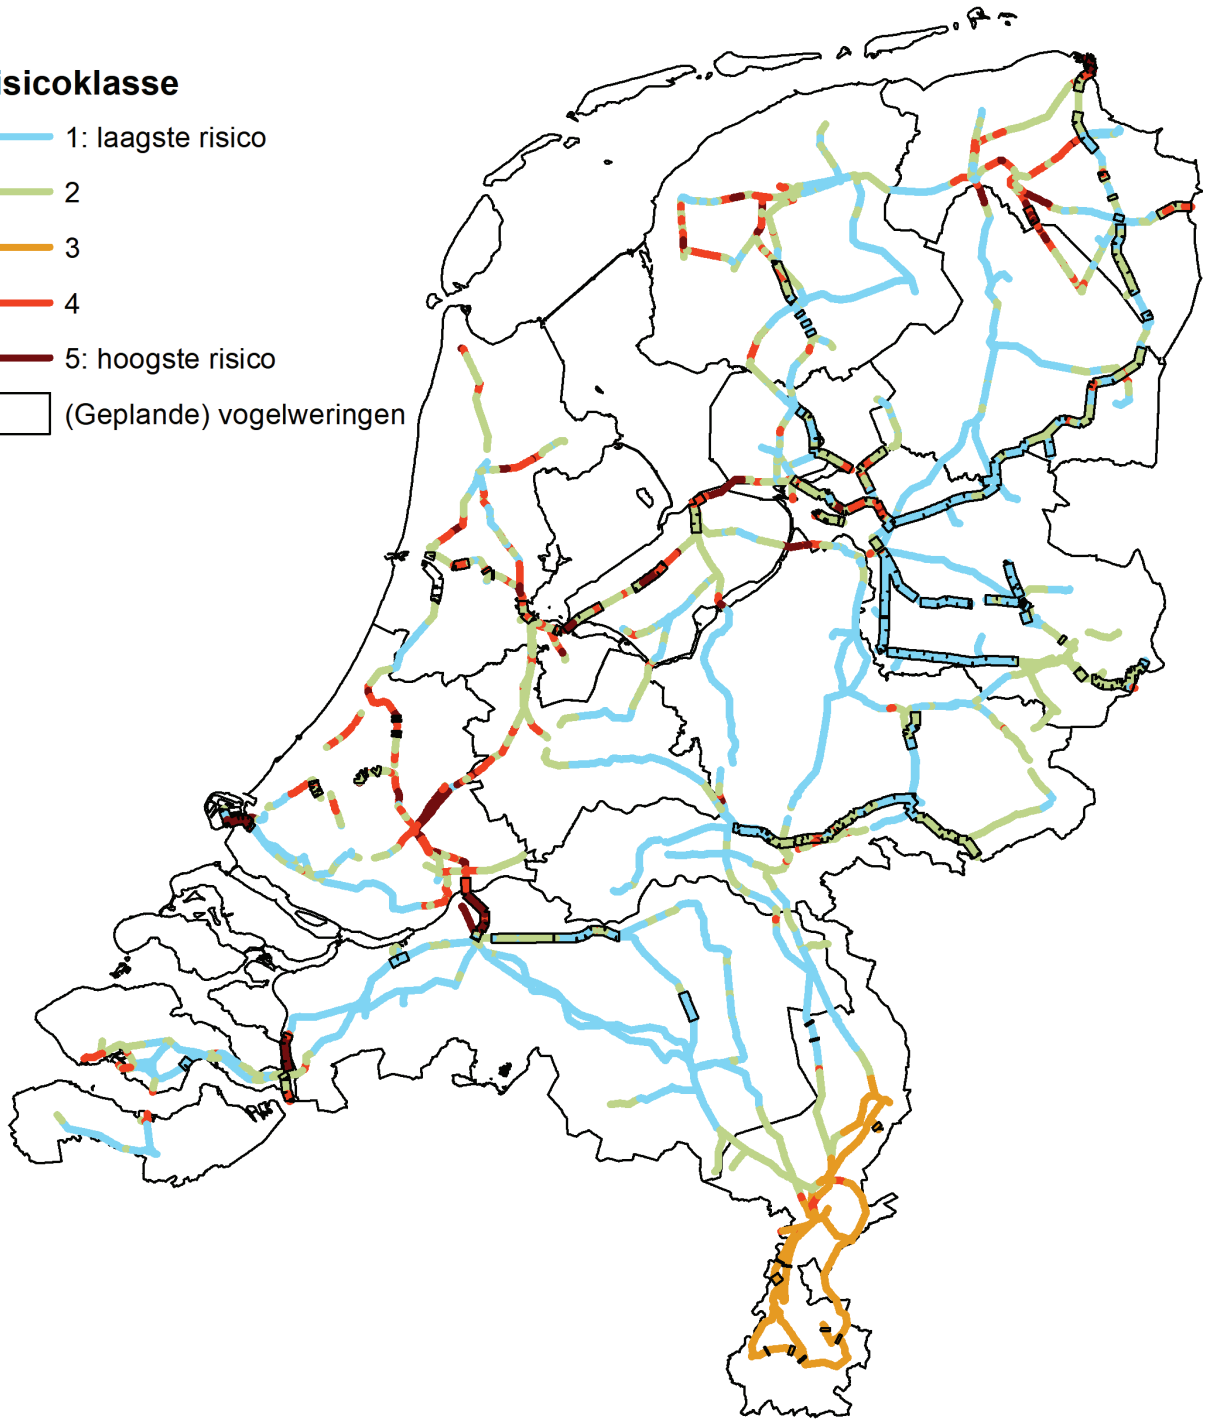 isicoklasse
1: laagste risico
2
3
4
5: hoogste risico
(Geplande) vogelweringen